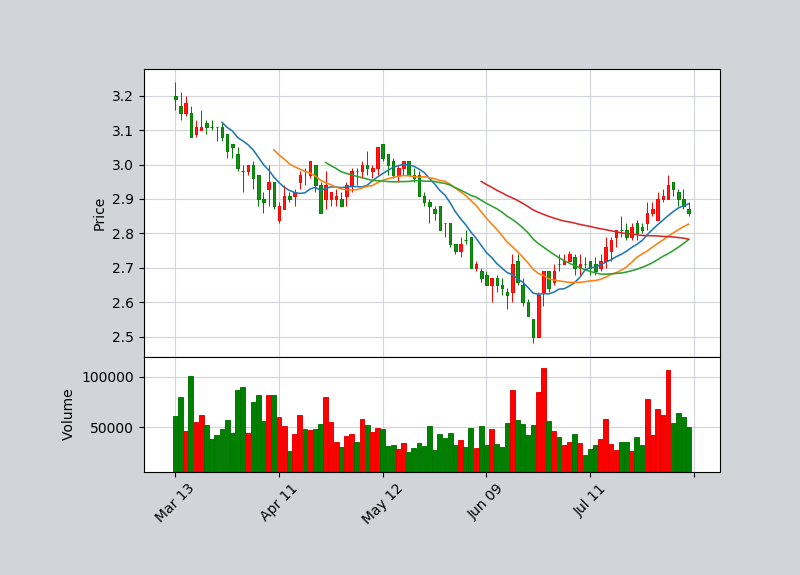 3.2
3.1
3.0
2.9
2.8
2.7
2.6
2.5
Price
100000
50000
Volume
Mar 13
Apr 11
May 12
Jun 09
Jul 11